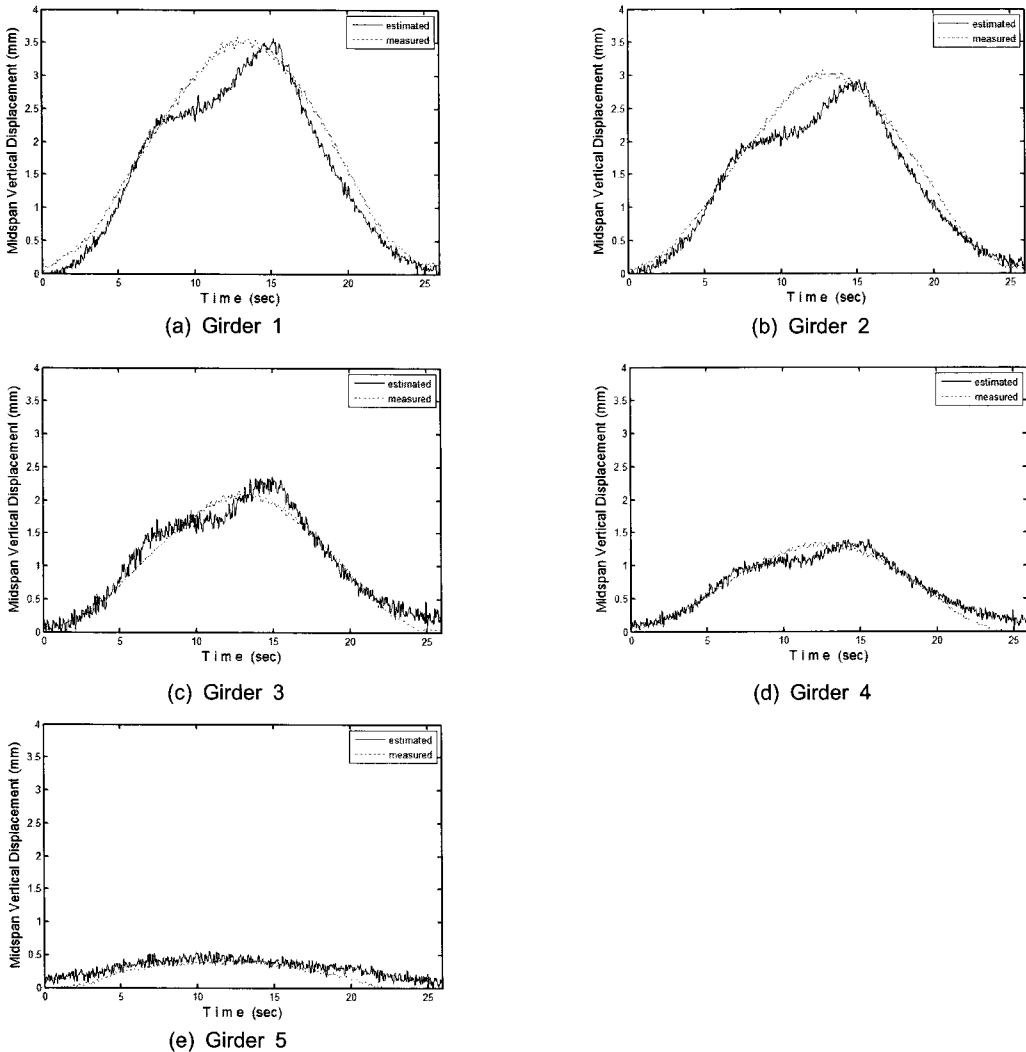 4
3.5
3
2.5
2
1.5
1
0.5
0
Midspan Vertical Displacement (mm)
estimated
measured
0 5 10 15 20 25
Time (sec)
(a) Girder 1
4
3.5
3
2.5
2
1.5
1
0.5
0
Midspan Vertical Displacement (mm)
estimated
measured
0 5 10 15 20 25
Time (sec)
(b) Girder 2
4
3.5
3
2.5
2
1.5
1
0.5
0
Midspan Vertical Displacement (mm)
estimated
measured
0 5 10 15 20 25
Time (sec)
(c) Girder 3
4
3.5
3
2.5
2
1.5
1
0.5
0
Midspan Vertical Displacement (mm)
estimated
measured
0 5 10 15 20 25
Time (sec)
(d) Girder 4
4
3.5
3
2.5
2
1.5
1
0.5
0
Midspan Vertical Displacement (mm)
estimated
measured
0 5 10 15 20 25
Time (sec)
(e) Girder 5